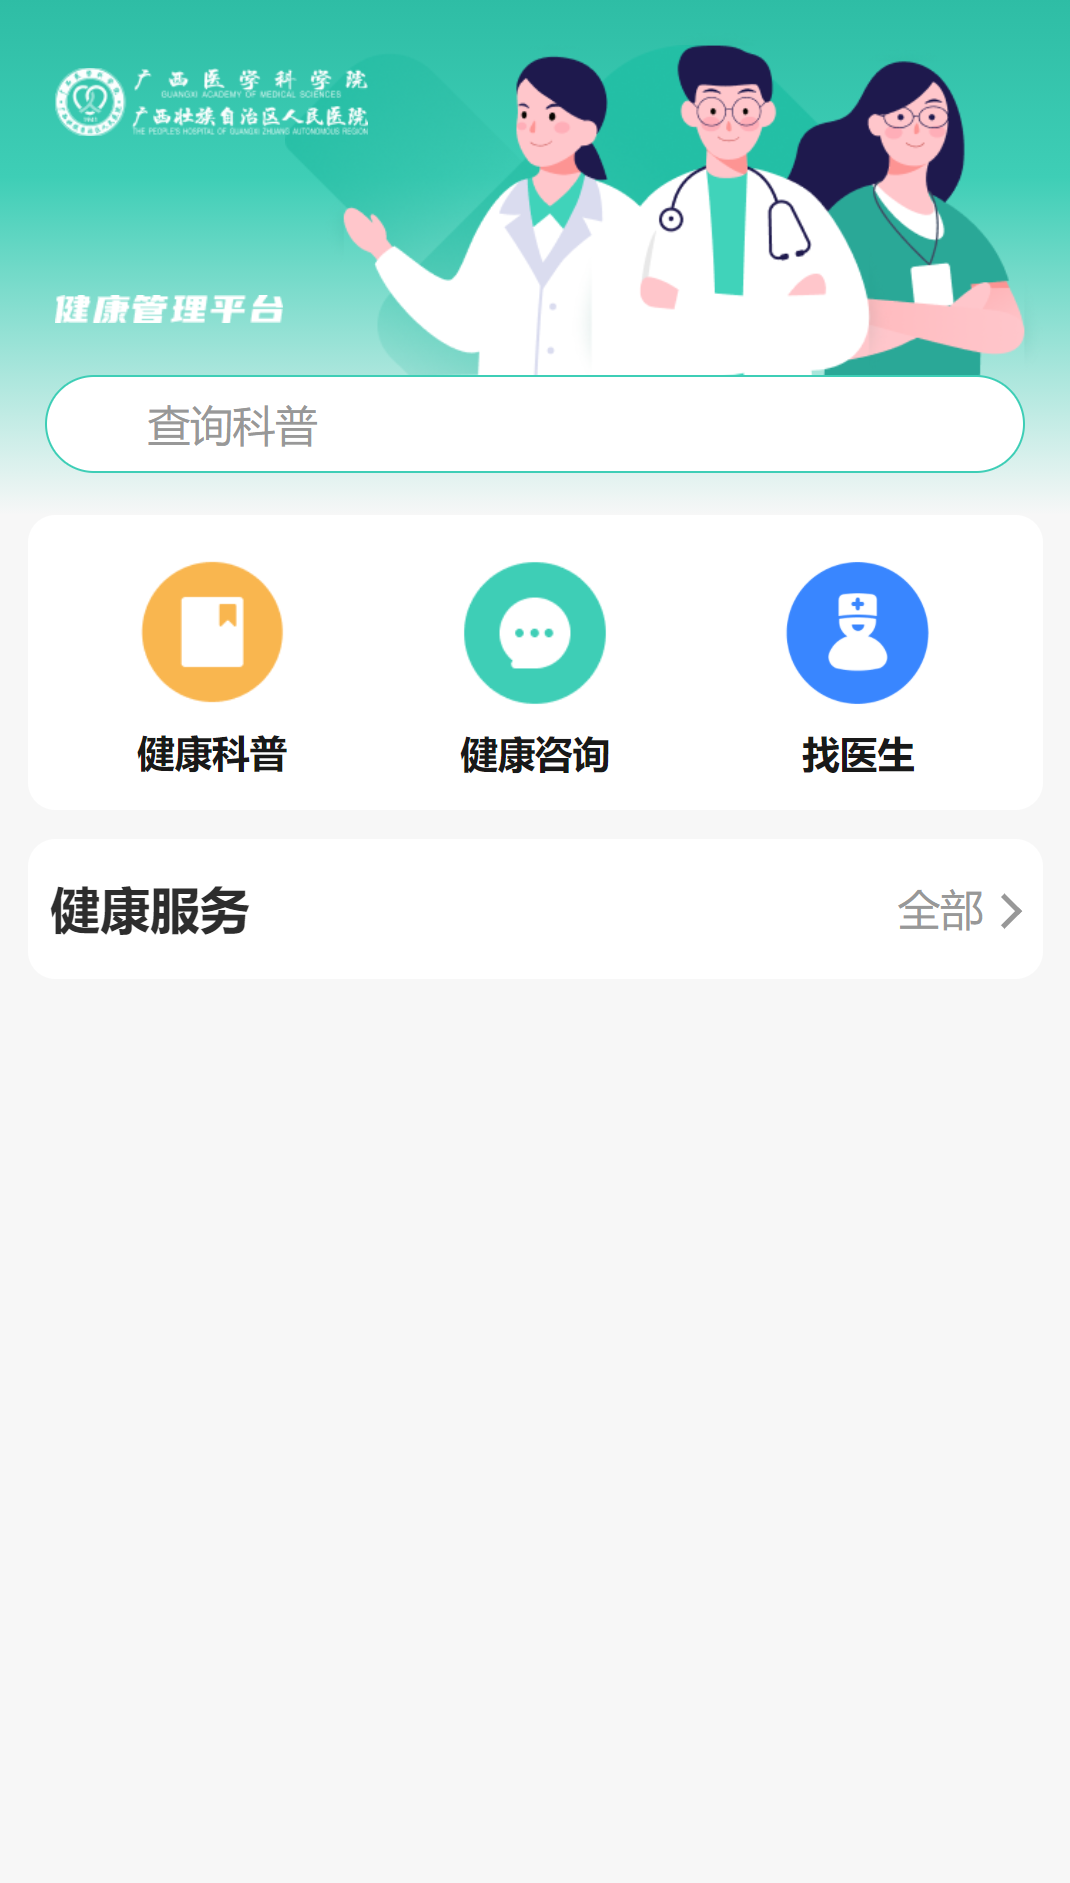 广西医学科学院
GUANGXI ACADEMY OF MEDICAL SCIENCES
广西壮族自治区人民医院
THE PEOPLE'S HOSPITAL OF GUANGXI ZHUANG AUTONOMOUS REGION
健康管理平台
查询科普
健康科普
健康咨询
找医生
健康服务
全部